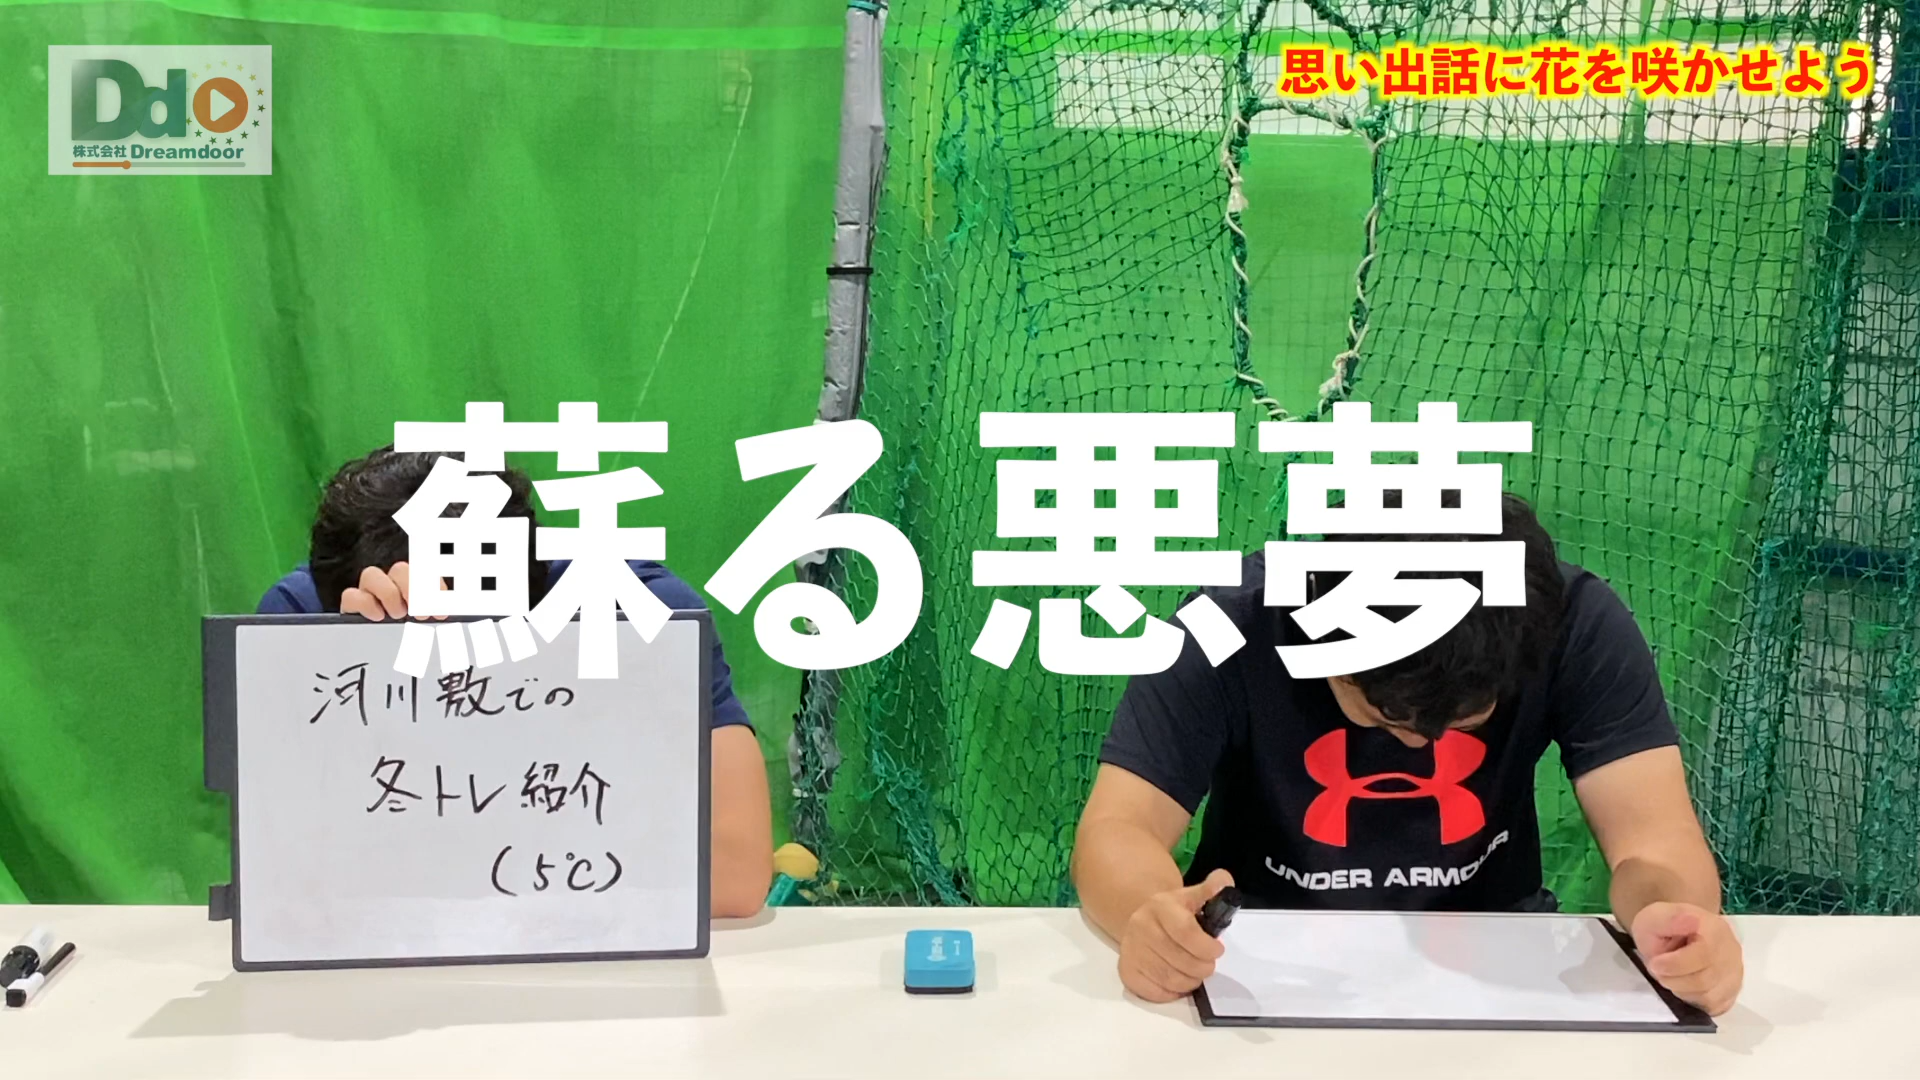 Ddo
株式会社 Dreamdoor
思い出話に花を咲かせよう
蘇る悪夢
河川敷での
冬トレ紹介
(5℃)
UNDER ARMOUR